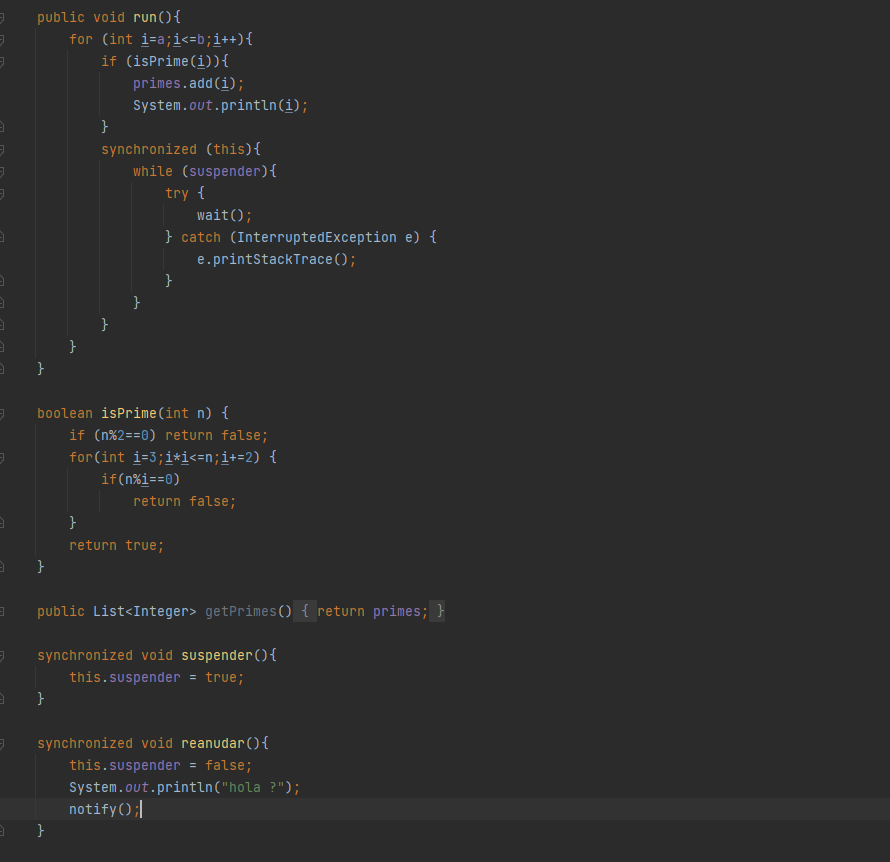 public void run(){
    for (int i=a;i<=b;i++){
        if (isPrime(i)){
            primes.add(i);
            System.out.println(i);
        }
        synchronized (this){
            while (suspender){
                try {
                    wait();
                } catch (InterruptedException e) {
                    e.printStackTrace();
                }
            }
        }
    }
}
boolean isPrime(int n) {
    if (n%2==0) return false;
    for(int i=3;i*i<=n;i+=2) {
        if(n%i==0)
            return false;
    }
    return true;
}
public List<Integer> getPrimes() { return primes; }
synchronized void suspender(){
    this.suspender = true;
}
synchronized void reanudar(){
    this.suspender = false;
    System.out.println("hola ?");
    notify();
}